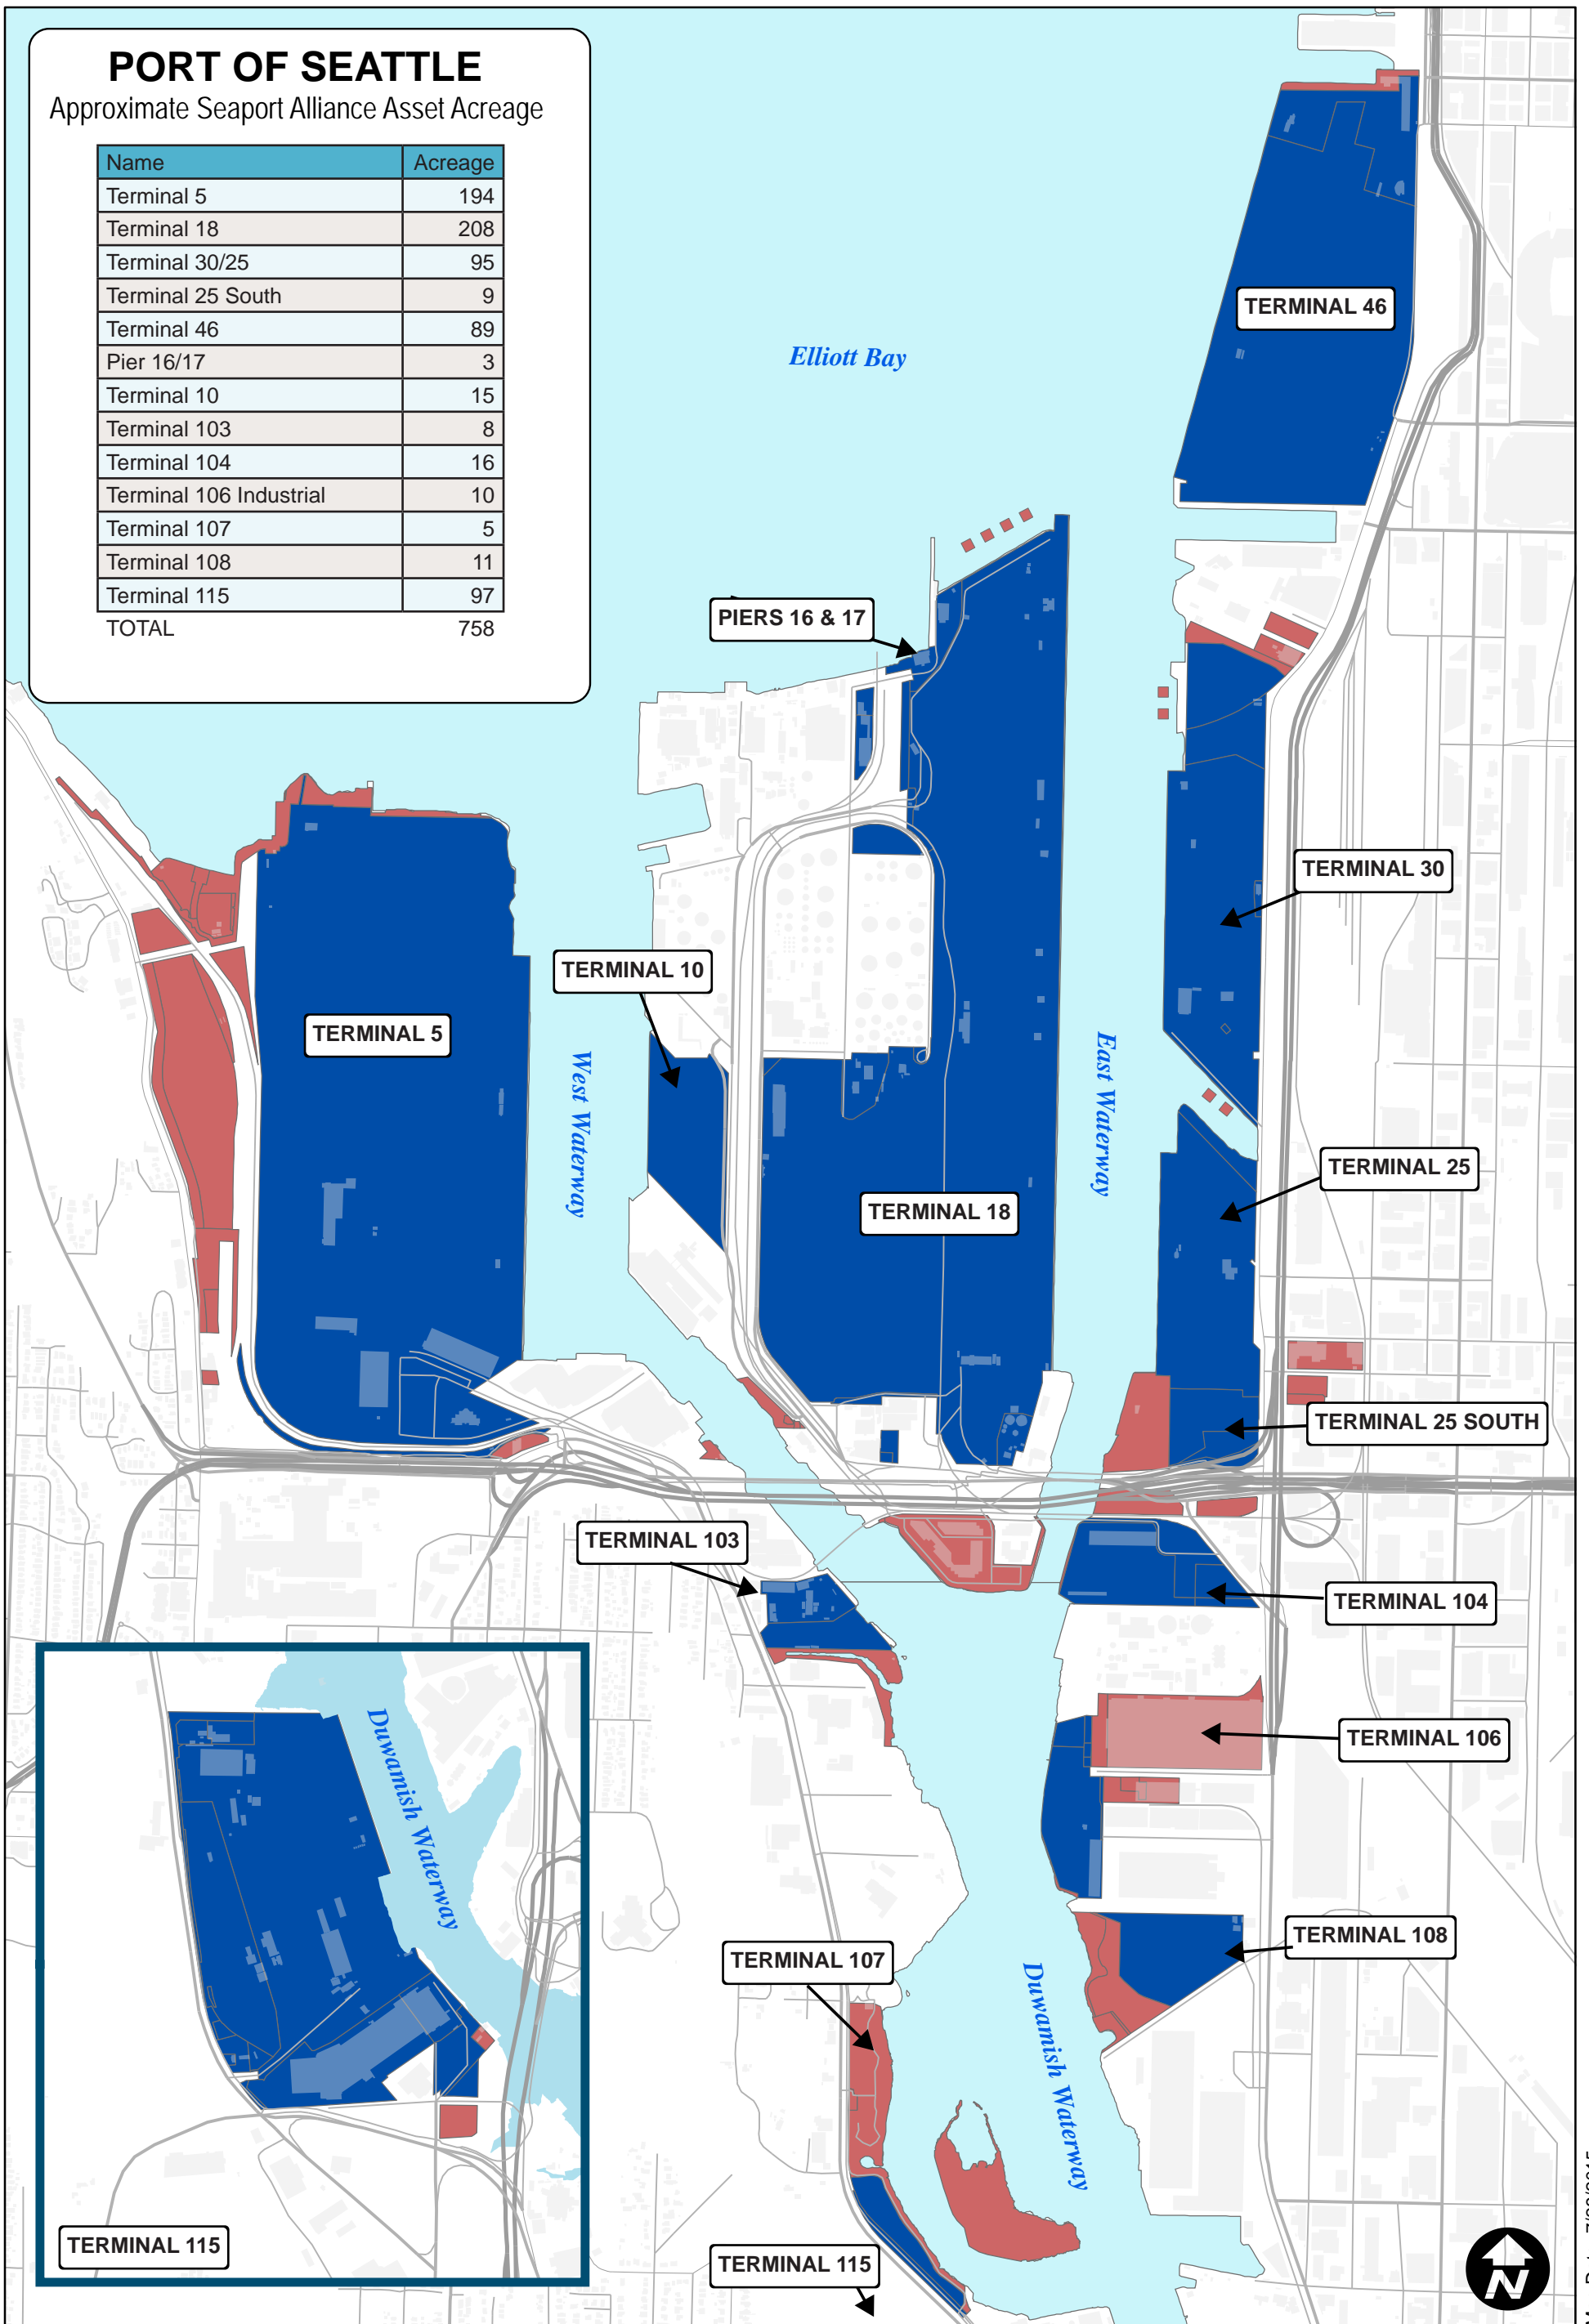 PORT OF SEATTLE
Approximate Seaport Alliance Asset Acreage
Name Acreage
Terminal 5 194
Terminal 18 208
Terminal 30/25 95
Terminal 25 South 9
Terminal 46 89
Pier 16/17 3
Terminal 10 15
Terminal 103 8
Terminal 104 16
Terminal 106 Industrial 10
Terminal 107 5
Terminal 108 11
Terminal 115 97
TOTAL 758
TERMINAL 46
Elliott Bay
PIERS 16 & 17
TERMINAL 30
TERMINAL 10
TERMINAL 5
West Waterway
East Waterway
TERMINAL 25
TERMINAL 18
TERMINAL 25 SOUTH
TERMINAL 103
TERMINAL 104
TERMINAL 106
Duwamish Waterway
TERMINAL 108
TERMINAL 107
Duwamish Waterway
TERMINAL 115
TERMINAL 115
N